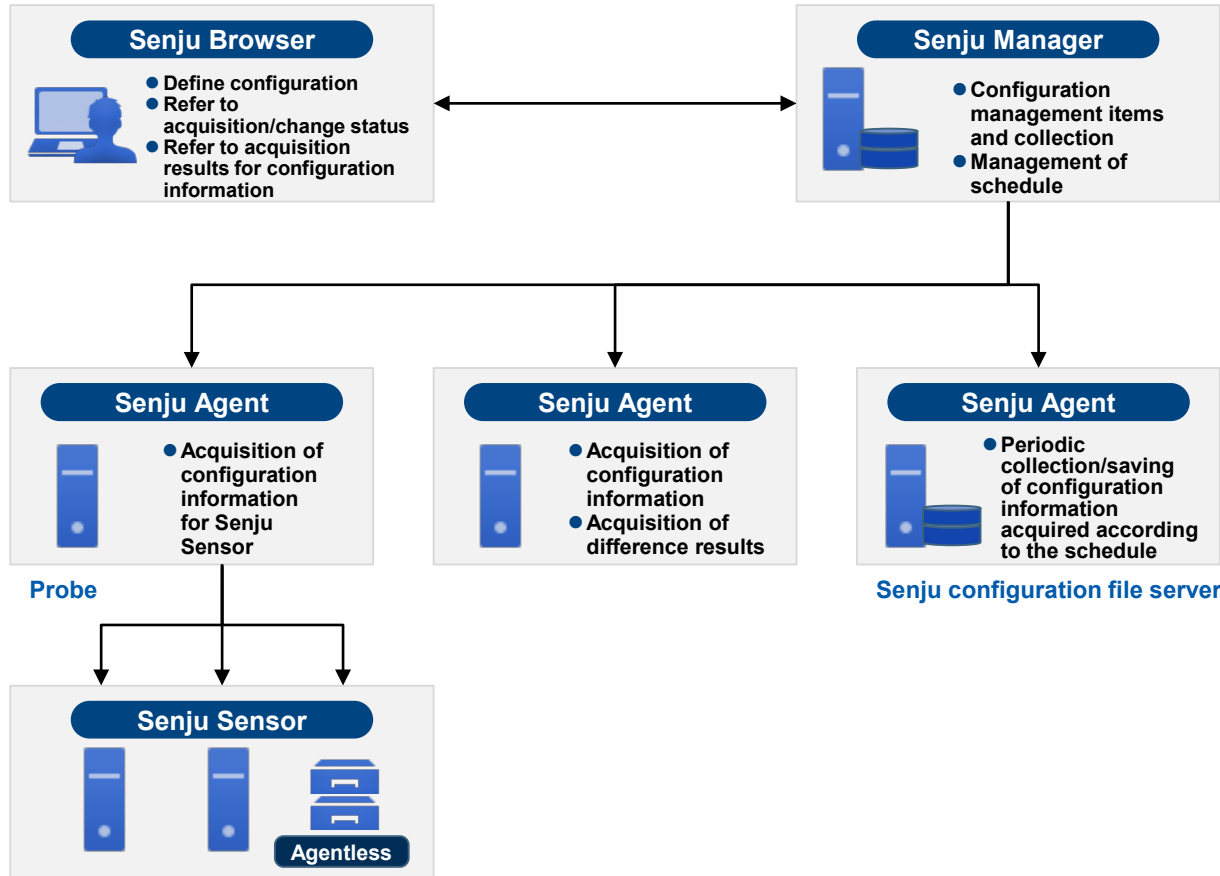 Senju Browser
Define configuration
Refer to
acquisition/change status
Refer to acquisition
results for configuration
information
Senju Manager
Configuration
management items
and collection
Management of
schedule
Senju Agent
Acquisition of
configuration
information
for Senju
Sensor
Probe
Senju Agent
Acquisition of
configuration
information
Acquisition of
difference results
Senju Agent
Periodic
collection/saving
of configuration
information
acquired according
to the schedule
Senju configuration file server
Senju Sensor
Agentless